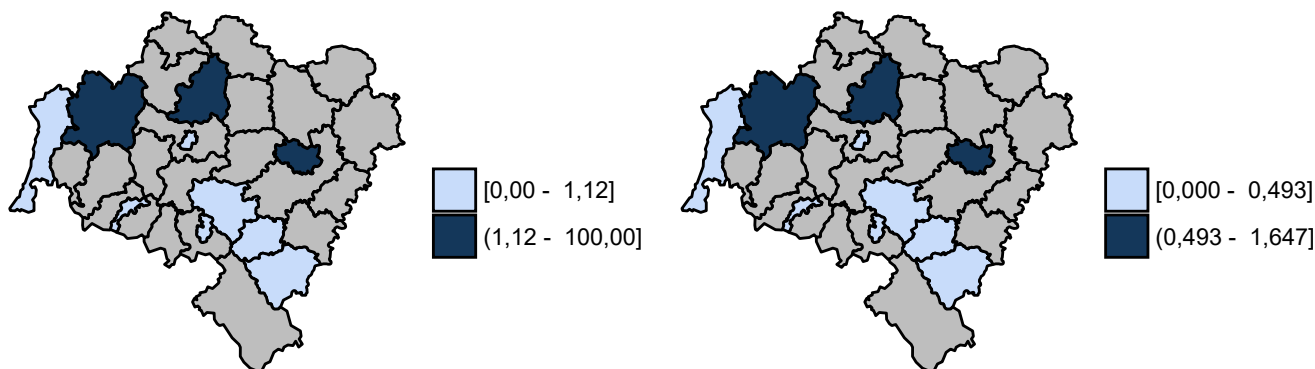 [0,00 - 1,12]
(1,12 - 100,00]
[0,000 - 0,493]
(0,493 - 1,647]